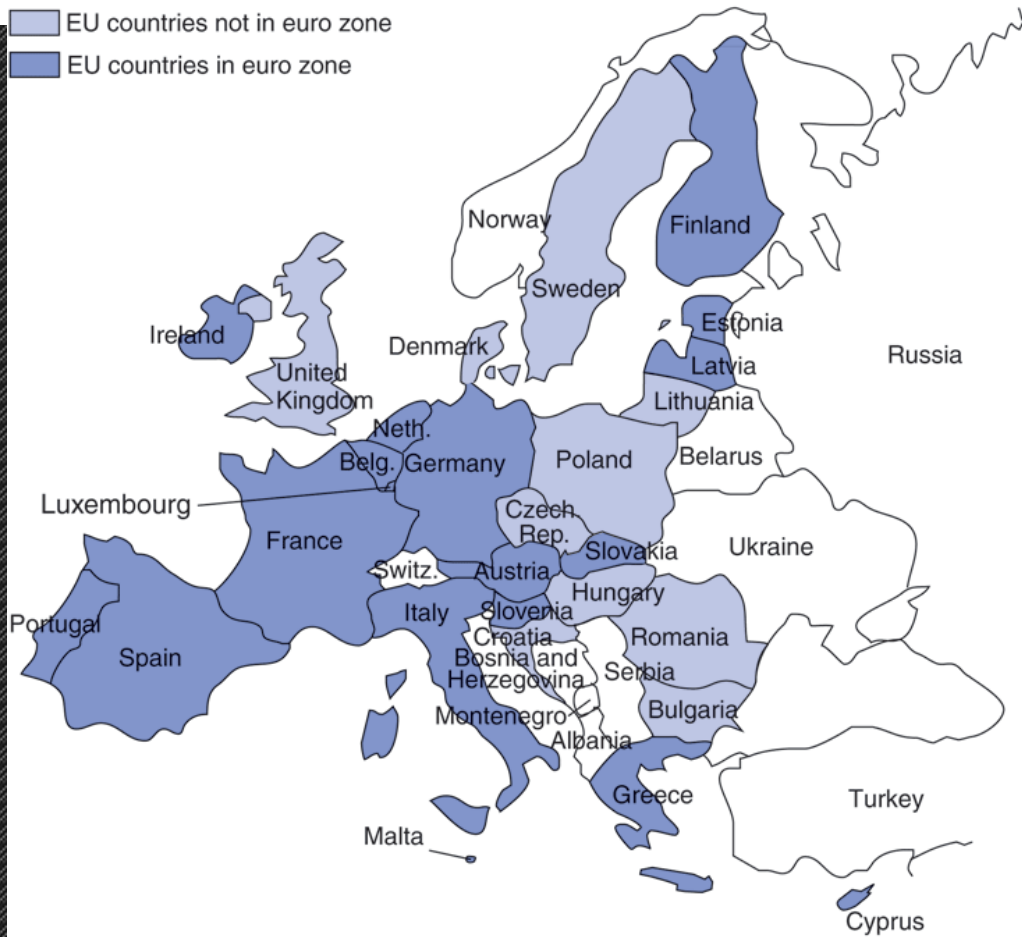 EU countries not in euro zone
EU countries in euro zone
Norway
Finland
Sweden
Estonia
Ireland
Denmark
Russia
Latvia
United
Kingdom
Lithuania
Neth.
Belg.
Germany
Poland
Belarus
Luxembourg
Czech.
Rep.
France
Slovakia
Ukraine
Switz.
Austria
Hungary
Italy
Slovenia
Portugal
Croatia
Romania
Spain
Bosnia and
Herzegovina
Serbia
Montenegro
Bulgaria
Albania
Greece
Turkey
Malta
Cyprus